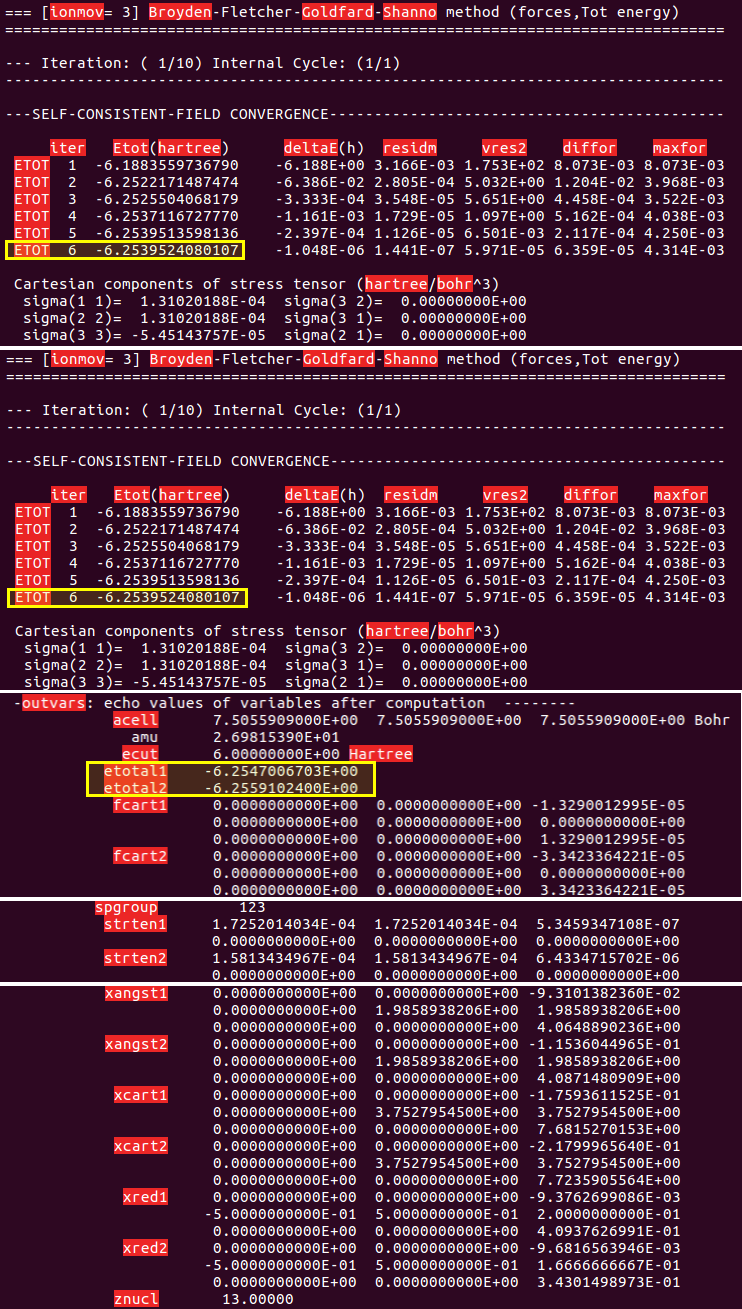 === [ionmov= 3] Broyden-Fletcher-Goldfard-Shanno method (forces,Tot energy)
================================================================================
--- Iteration: ( 1/10) Internal Cycle: (1/1)
--------------------------------------------------------------------------------
---SELF-CONSISTENT-FIELD CONVERGENCE--------------------------------------------
iter Etot(hartree) deltaE(h) residm vres2 diffor maxfor
ETOT 1 -6.1883559736790 -6.188E+00 3.166E-03 1.753E+02 8.073E-03 8.073E-03
ETOT 2 -6.2522171487474 -6.386E-02 2.805E-04 5.032E+00 1.204E-02 3.968E-03
ETOT 3 -6.2525504068179 -3.333E-04 3.548E-05 5.651E+00 4.458E-04 3.522E-03
ETOT 4 -6.2537116727770 -1.161E-03 1.729E-05 1.097E+00 5.162E-04 4.038E-03
ETOT 5 -6.2539513598136 -2.397E-04 1.126E-05 6.501E-03 2.117E-04 4.250E-03
ETOT 6 -6.2539524080107 -1.048E-06 1.441E-07 5.971E-05 6.359E-05 4.314E-03
Cartesian components of stress tensor (hartree/bohr^3)
sigma(1 1)= 1.31020188E-04 sigma(3 2)= 0.00000000E+00
sigma(2 2)= 1.31020188E-04 sigma(3 1)= 0.00000000E+00
sigma(3 3)= -5.45143757E-05 sigma(2 1)= 0.00000000E+00
=== [ionmov= 3] Broyden-Fletcher-Goldfard-Shanno method (forces,Tot energy)
================================================================================
--- Iteration: ( 1/10) Internal Cycle: (1/1)
--------------------------------------------------------------------------------
---SELF-CONSISTENT-FIELD CONVERGENCE--------------------------------------------
iter Etot(hartree) deltaE(h) residm vres2 diffor maxfor
ETOT 1 -6.1883559736790 -6.188E+00 3.166E-03 1.753E+02 8.073E-03 8.073E-03
ETOT 2 -6.2522171487474 -6.386E-02 2.805E-04 5.032E+00 1.204E-02 3.968E-03
ETOT 3 -6.2525504068179 -3.333E-04 3.548E-05 5.651E+00 4.458E-04 3.522E-03
ETOT 4 -6.2537116727770 -1.161E-03 1.729E-05 1.097E+00 5.162E-04 4.038E-03
ETOT 5 -6.2539513598136 -2.397E-04 1.126E-05 6.501E-03 2.117E-04 4.250E-03
ETOT 6 -6.2539524080107 -1.048E-06 1.441E-07 5.971E-05 6.359E-05 4.314E-03
Cartesian components of stress tensor (hartree/bohr^3)
sigma(1 1)= 1.31020188E-04 sigma(3 2)= 0.00000000E+00
sigma(2 2)= 1.31020188E-04 sigma(3 1)= 0.00000000E+00
sigma(3 3)= -5.45143757E-05 sigma(2 1)= 0.00000000E+00
-outvars: echo values of variables after computation --------
acell 7.5055909000E+00 7.5055909000E+00 7.5055909000E+00 Bohr
amu 2.69815390E+01
ecut 6.00000000E+00 Hartree
etotal1 -6.2547006703E+00
etotal2 -6.2559102400E+00
fcart1 0.0000000000E+00 0.0000000000E+00 -1.3290012995E-05
0.0000000000E+00 0.0000000000E+00 0.0000000000E+00
0.0000000000E+00 0.0000000000E+00 1.3290012995E-05
fcart2 0.0000000000E+00 0.0000000000E+00 -3.3423364221E-05
0.0000000000E+00 0.0000000000E+00 0.0000000000E+00
0.0000000000E+00 0.0000000000E+00 3.3423364221E-05
spgroup 123
strten1 1.7252014034E-04 1.7252014034E-04 5.3459347108E-07
0.0000000000E+00 0.0000000000E+00 0.0000000000E+00
strten2 1.5813434967E-04 1.5813434967E-04 6.4334715702E-06
0.0000000000E+00 0.0000000000E+00 0.0000000000E+00
xangst1 0.0000000000E+00 0.0000000000E+00 -9.3101382360E-02
0.0000000000E+00 1.9858938206E+00 1.9858938206E+00
0.0000000000E+00 0.0000000000E+00 4.0648890236E+00
xangst2 0.0000000000E+00 0.0000000000E+00 -1.1536044965E-01
0.0000000000E+00 1.9858938206E+00 1.9858938206E+00
0.0000000000E+00 0.0000000000E+00 4.0871480909E+00
xcart1 0.0000000000E+00 0.0000000000E+00 -1.7593611525E-01
0.0000000000E+00 3.7527954500E+00 3.7527954500E+00
0.0000000000E+00 0.0000000000E+00 7.6815270153E+00
xcart2 0.0000000000E+00 0.0000000000E+00 -2.1799965640E-01
0.0000000000E+00 3.7527954500E+00 3.7527954500E+00
0.0000000000E+00 0.0000000000E+00 7.7235905564E+00
xred1 0.0000000000E+00 0.0000000000E+00 -9.3762699086E-03
-5.0000000000E-01 5.0000000000E-01 2.0000000000E-01
0.0000000000E+00 0.0000000000E+00 4.0937626991E-01
xred2 0.0000000000E+00 0.0000000000E+00 -9.6816563946E-03
-5.0000000000E-01 5.0000000000E-01 1.6666666667E-01
0.0000000000E+00 0.0000000000E+00 3.4301498973E-01
znucl 13.00000